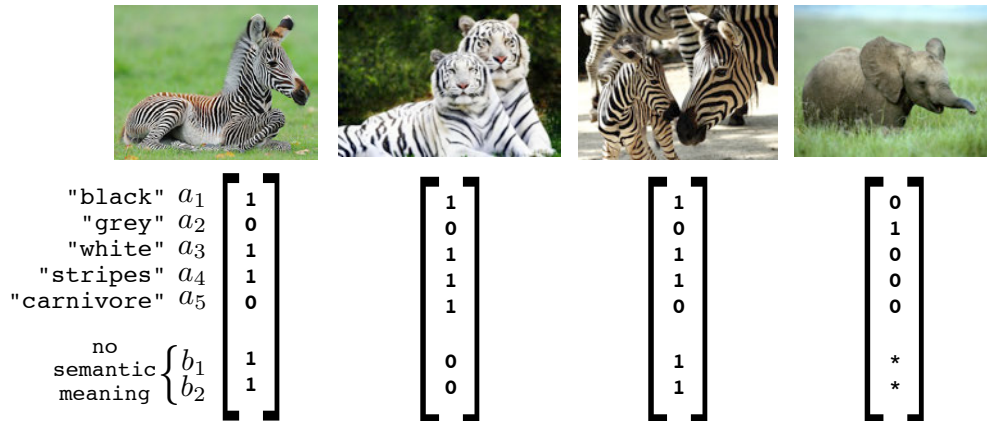 "black" a₁ 1 1 1 0
"grey" a₂ 0 0 0 1
"white" a₃ 1 1 1 0
"stripes" a₄ 1 1 1 0
"carnivore" a₅ 0 1 0 0
no
semantic
meaning
b₁ 1 0 1 *
b₂ 1 0 1 *